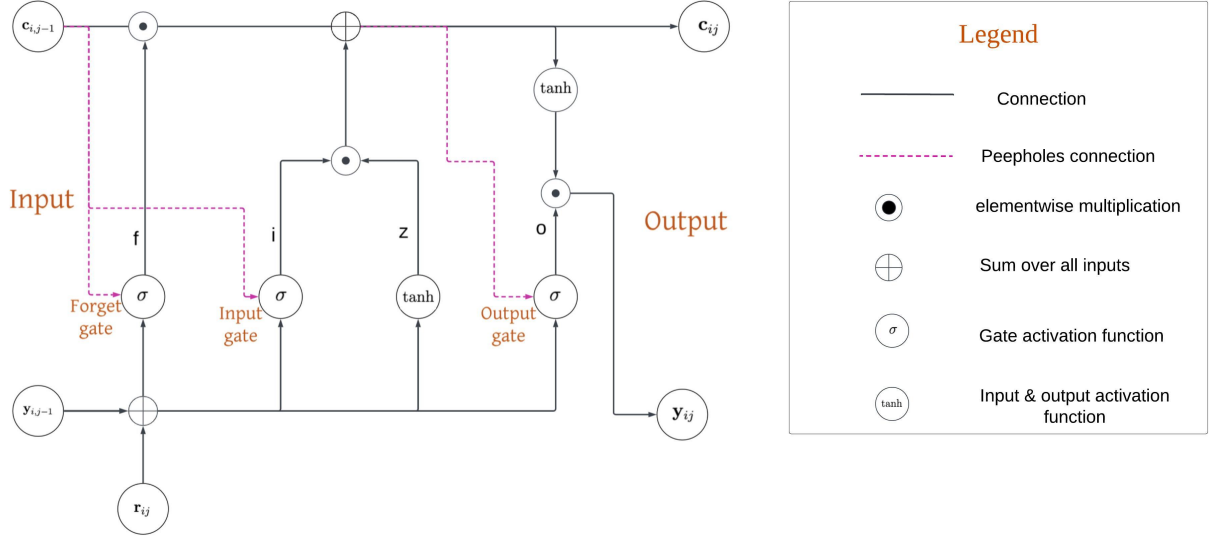 c_{i,j−1}
c_{ij}
tanh
Input
Output
f
i
z
o
σ
σ
tanh
σ
Forget
gate
Input
gate
Output
gate
y_{i,j−1}
y_{ij}
r_{ij}
Legend
Connection
Peepholes connection
elementwise multiplication
Sum over all inputs
σ
Gate activation function
tanh
Input & output activation
function